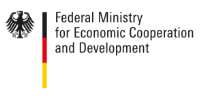 Federal Ministry
for Economic Cooperation
and Development